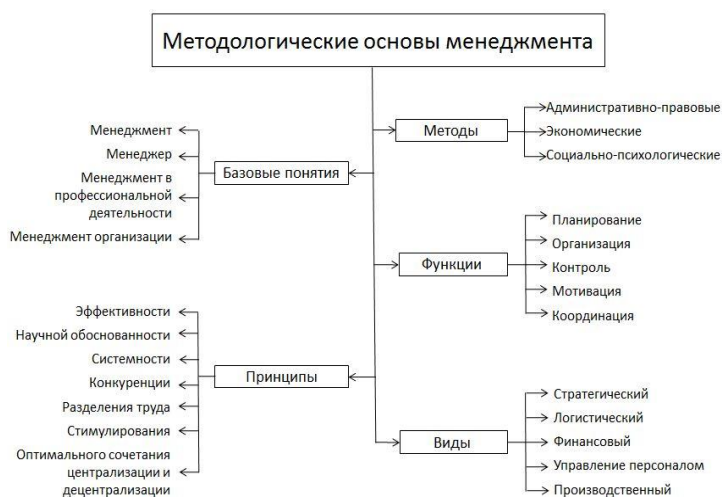 Методологические основы менеджмента
Базовые понятия
Менеджмент
Менеджер
Менеджмент в
профессиональной
деятельности
Менеджмент организации
Принципы
Эффективности
Научной обоснованности
Системности
Конкуренции
Разделения труда
Стимулирования
Оптимального сочетания
централизации и
децентрализации
Методы
Административно-правовые
Экономические
Социально-психологические
Функции
Планирование
Организация
Контроль
Мотивация
Координация
Виды
Стратегический
Логистический
Финансовый
Управление персоналом
Производственный